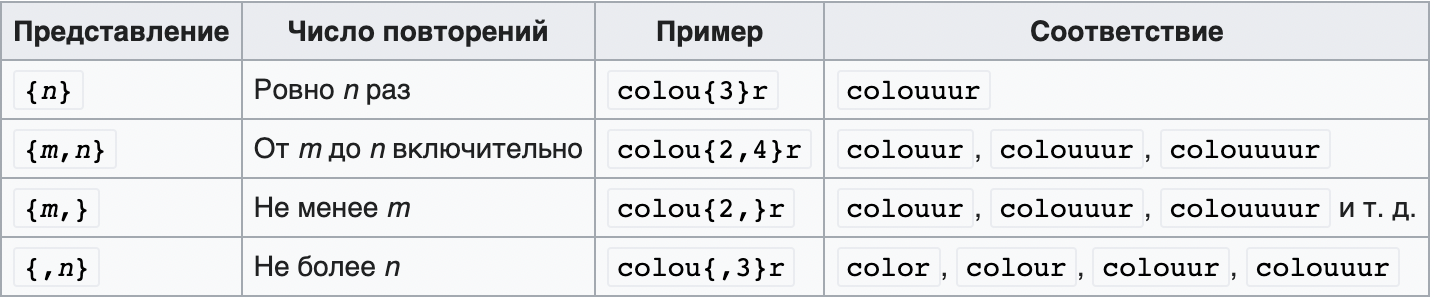 Представление Число повторений Пример Соответствие
{n} Ровно n раз colou{3}r colouuur
{m,n} От m до n включительно colou{2,4}r colouur, colouuur, colouuuur
{m,} Не менее m colou{2,}r colouur, colouuur, colouuuur и т. д.
{,n} Не более n colou{,3}r color, colour, colouur, colouuur